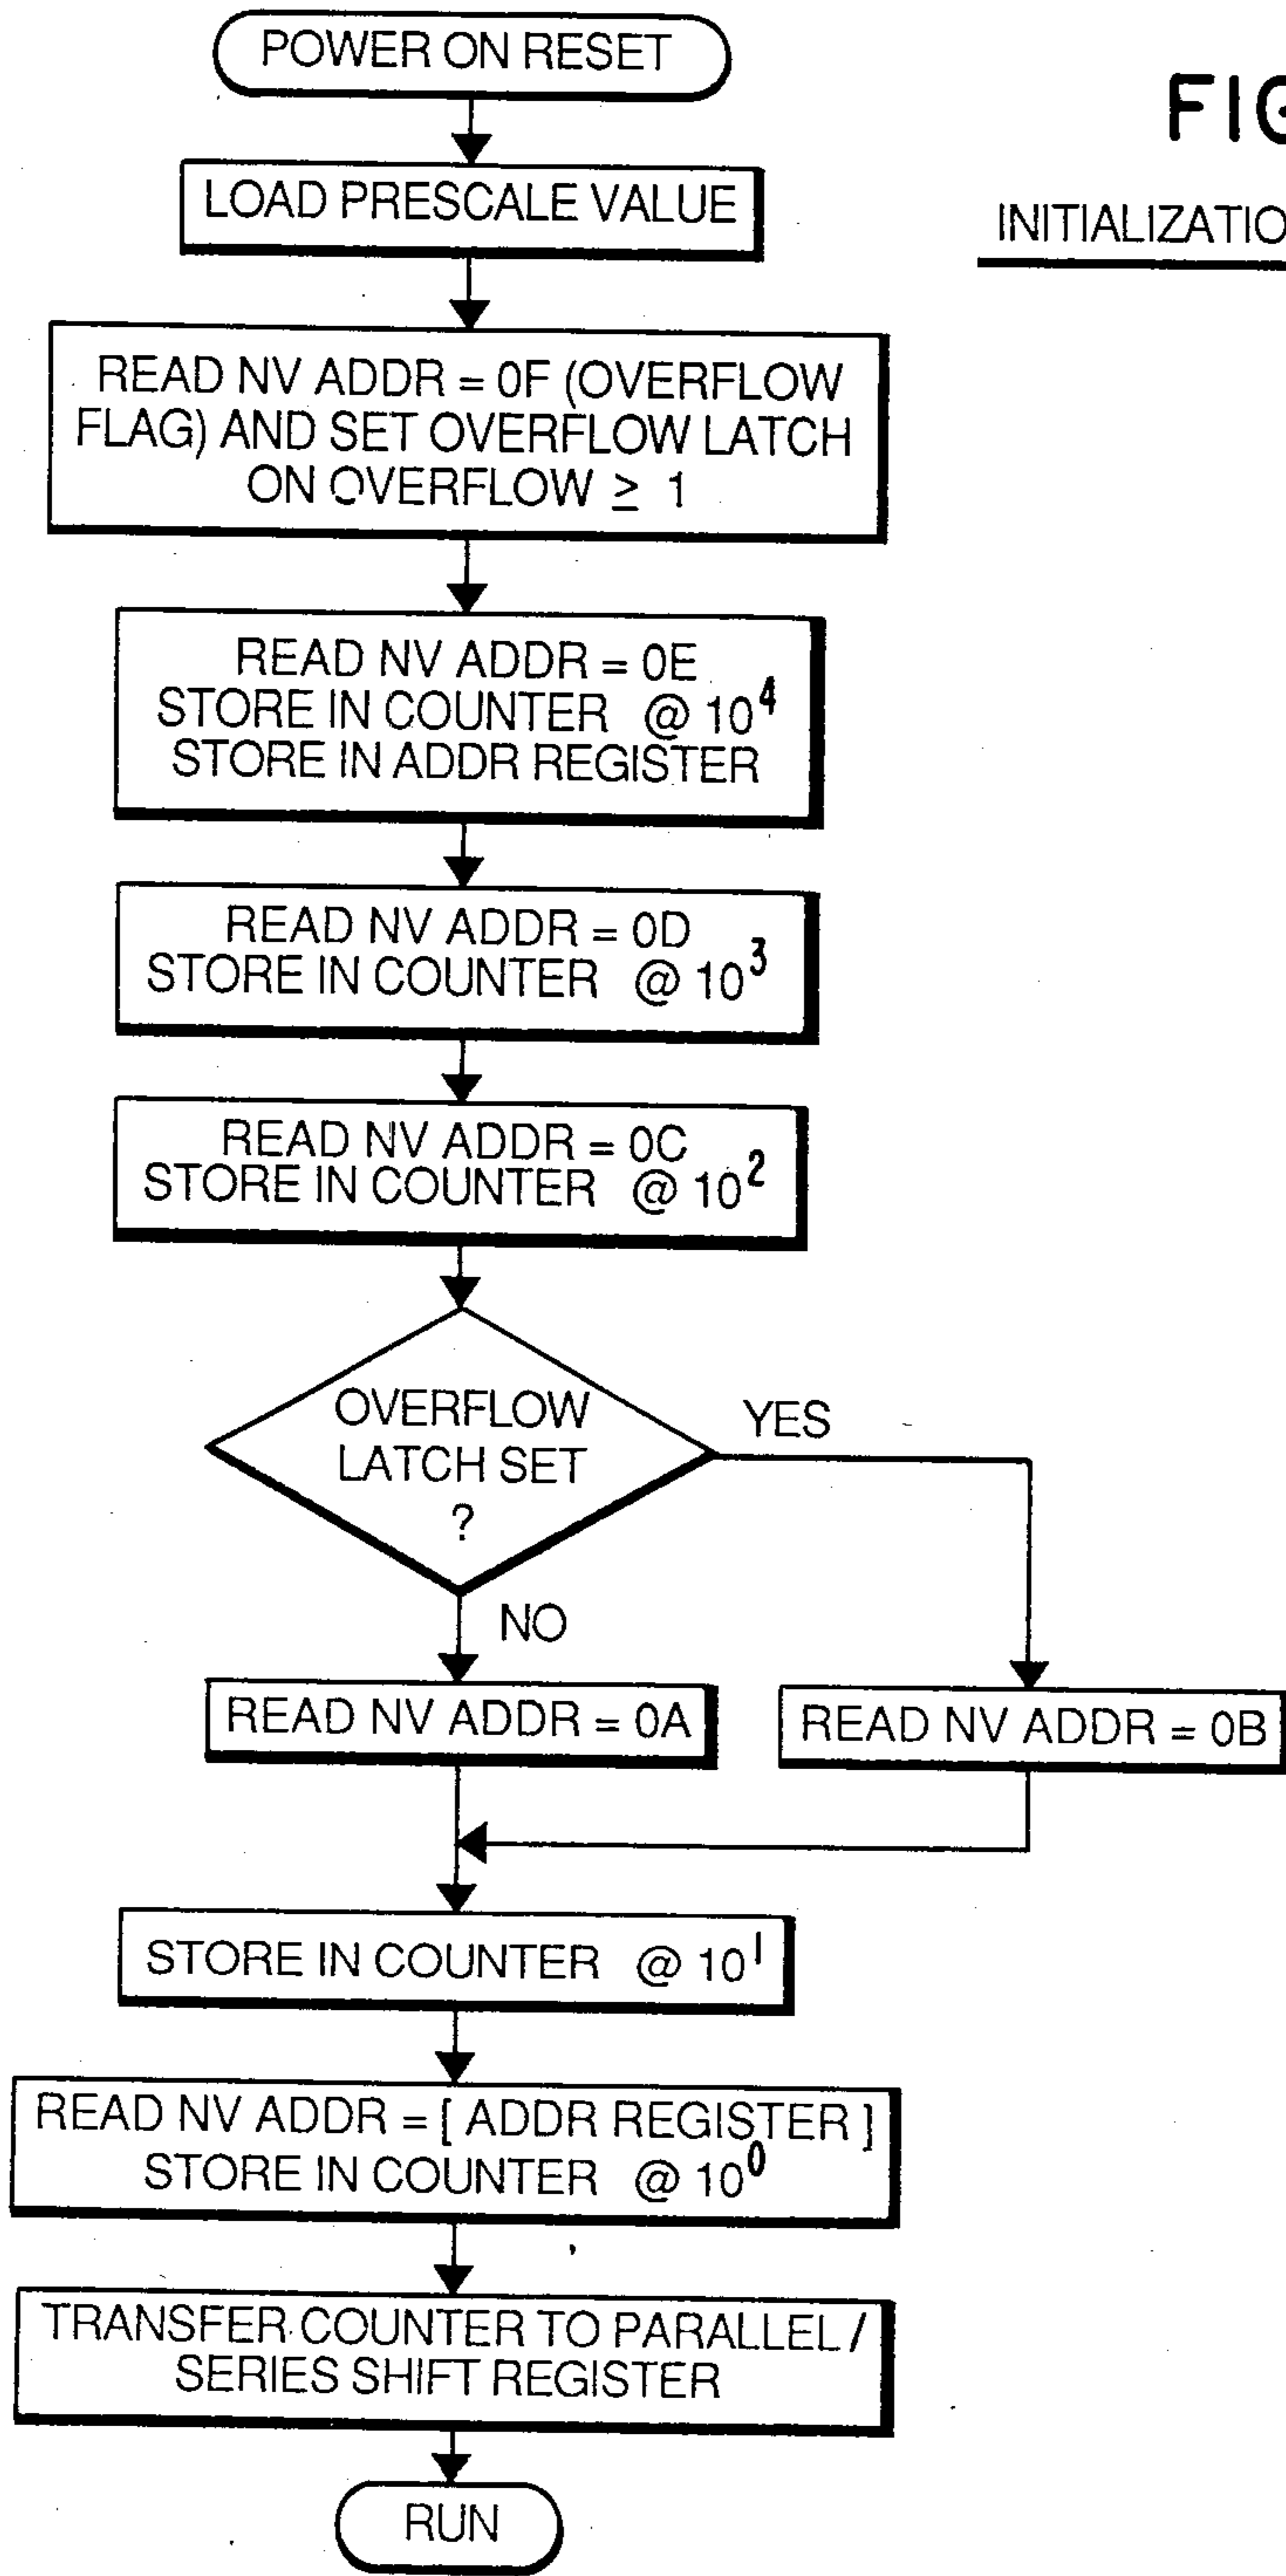 POWER ON RESET
FIG
INITIALIZATIO
LOAD PRESCALE VALUE
READ NV ADDR = 0F (OVERFLOW
FLAG) AND SET OVERFLOW LATCH
ON OVERFLOW ≥ 1
READ NV ADDR = 0E
STORE IN COUNTER @ 10⁴
STORE IN ADDR REGISTER
READ NV ADDR = 0D
STORE IN COUNTER @ 10³
READ NV ADDR = 0C
STORE IN COUNTER @ 10²
OVERFLOW
LATCH SET
?
YES
NO
READ NV ADDR = 0A
READ NV ADDR = 0B
STORE IN COUNTER @ 10¹
READ NV ADDR = [ ADDR REGISTER ]
STORE IN COUNTER @ 10⁰
TRANSFER COUNTER TO PARALLEL /
SERIES SHIFT REGISTER
RUN